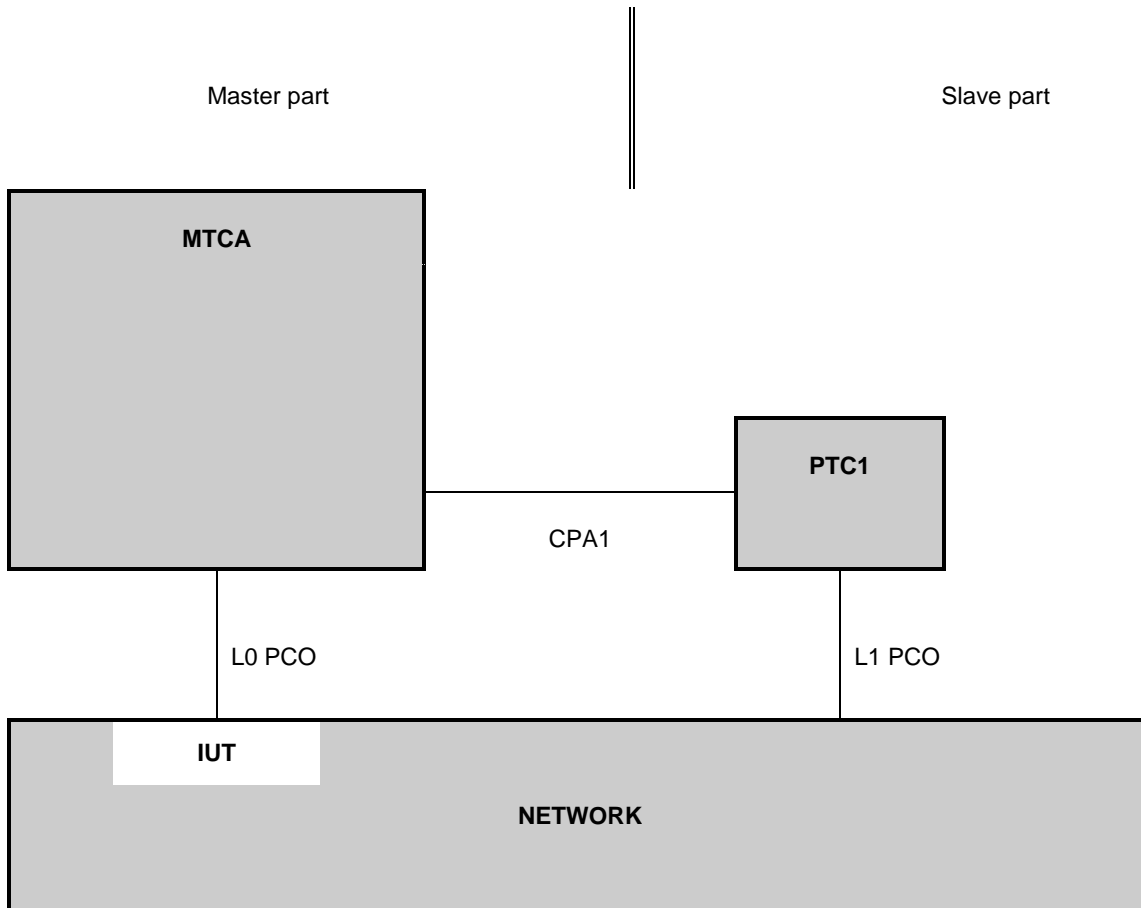 Master part
Slave part
MTCA
PTC1
CPA1
L0 PCO
L1 PCO
IUT
NETWORK